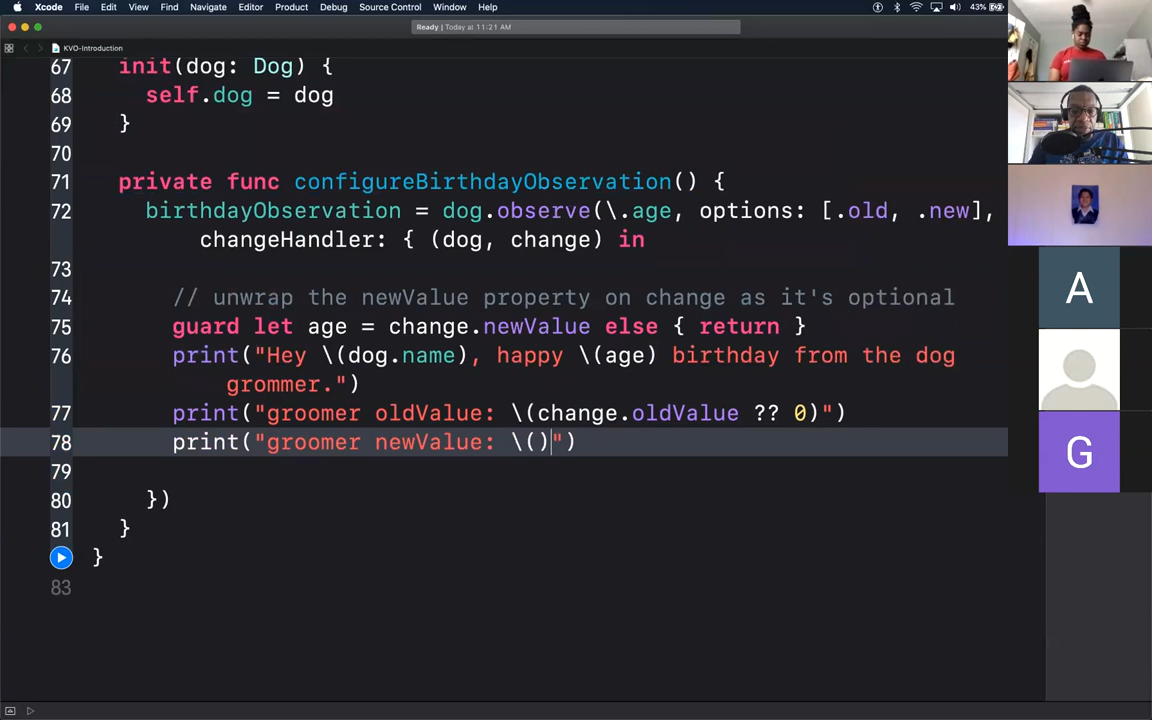 Xcode File Edit View Find Navigate Editor Product Debug Source Control Window Help 43%
Ready | Today at 11:21 AM
KVO-Introduction
67 init(dog: Dog) {
68 self.dog = dog
69 }
70
71 private func configureBirthdayObservation() {
72 birthdayObservation = dog.observe(\.age, options: [.old, .new],
changeHandler: { (dog, change) in
73
74 // unwrap the newValue property on change as it's optional
75 guard let age = change.newValue else { return }
76 print("Hey \(dog.name), happy \(age) birthday from the dog
grommer.")
77 print("groomer oldValue: \(change.oldValue ?? 0)")
78 print("groomer newValue: \()")
79
80 })
81 }
}
83
A
G